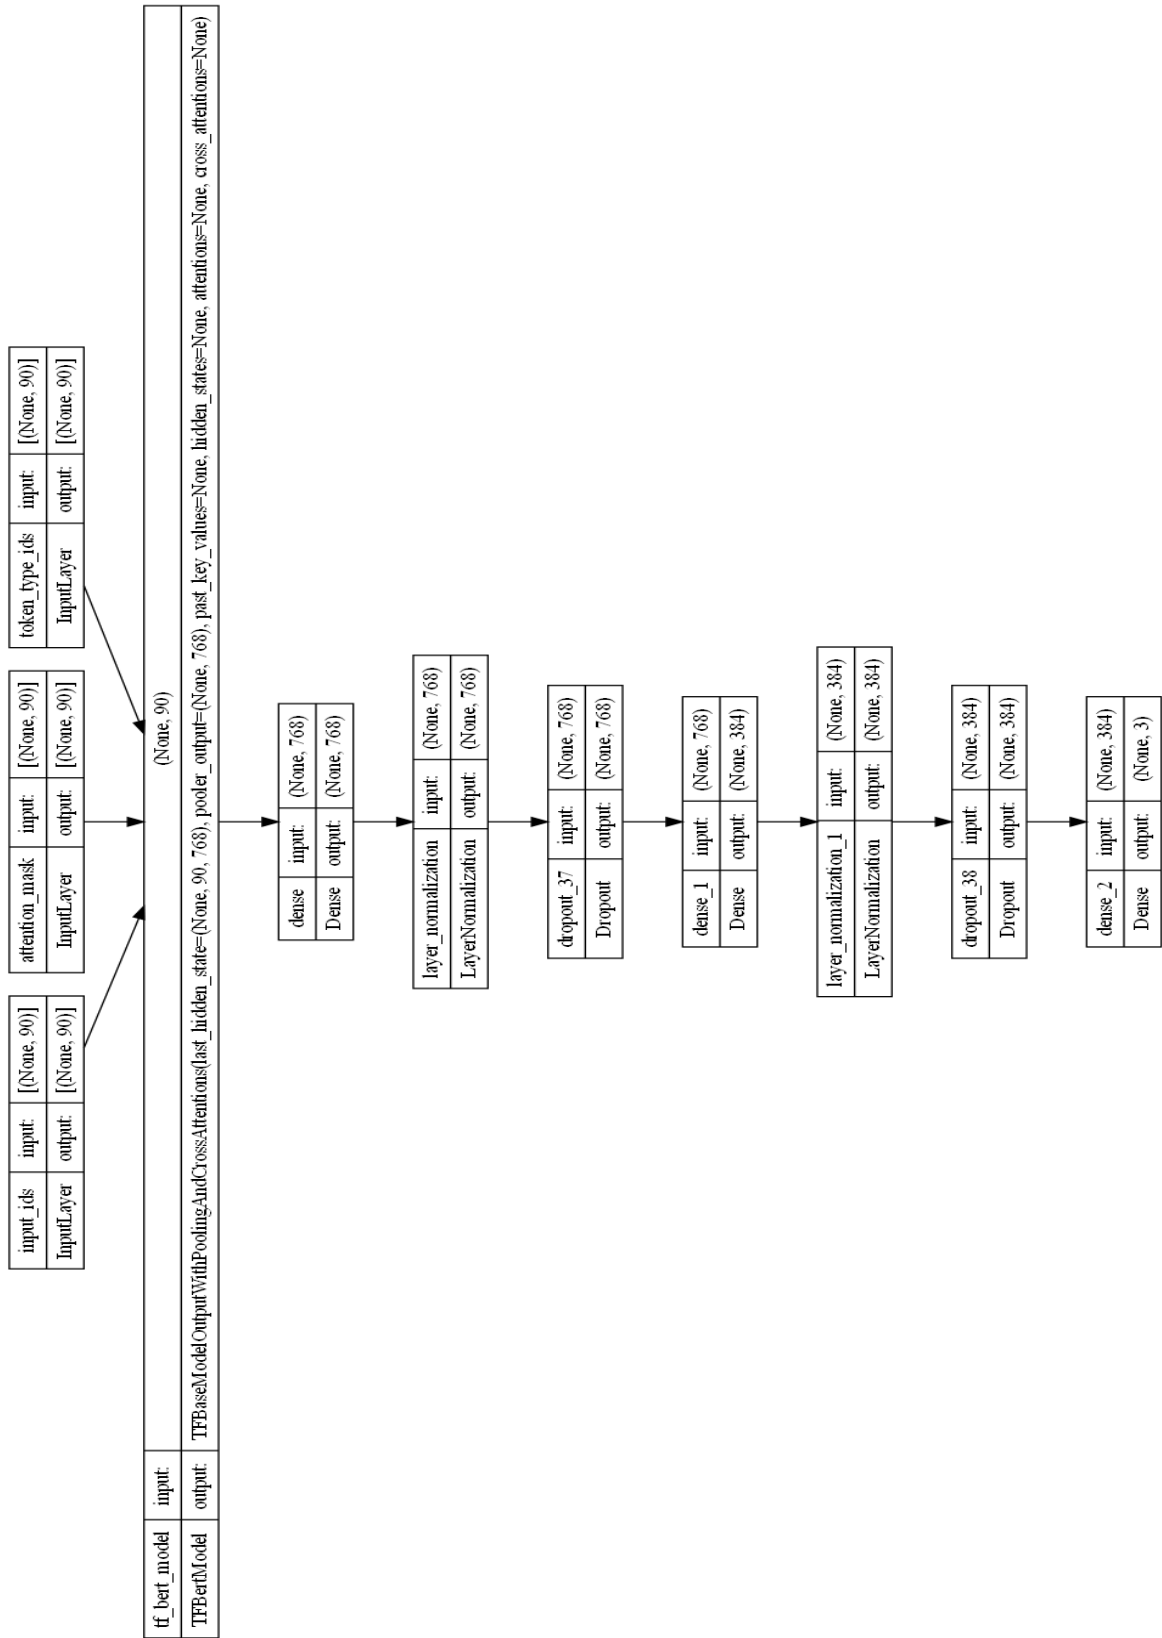 input_ids input: [(None, 90)]
InputLayer output: [(None, 90)]
attention_mask input: [(None, 90)]
InputLayer output: [(None, 90)]
token_type_ids input: [(None, 90)]
InputLayer output: [(None, 90)]
tf_bert_model input: (None, 90)
TFBertModel output: TFBaseModelOutputWithPoolingAndCrossAttentions(last_hidden_state=(None, 90, 768), pooler_output=(None, 768), past_key_values=None, hidden_states=None, attentions=None, cross_attentions=None)
dense input: (None, 768)
Dense output: (None, 768)
layer_normalization input: (None, 768)
LayerNormalization output: (None, 768)
dropout_37 input: (None, 768)
Dropout output: (None, 768)
dense_1 input: (None, 768)
Dense output: (None, 384)
layer_normalization_1 input: (None, 384)
LayerNormalization output: (None, 384)
dropout_38 input: (None, 384)
Dropout output: (None, 384)
dense_2 input: (None, 384)
Dense output: (None, 3)